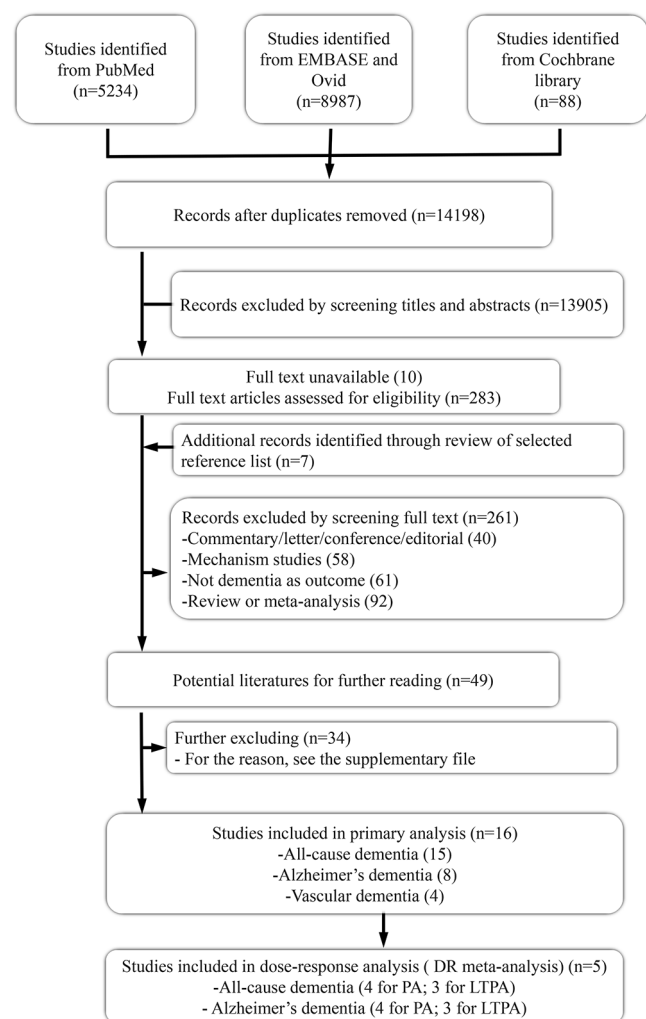 Studies identified
from PubMed
(n=5234)
Studies identified
from EMBASE and
Ovid
(n=8987)
Studies identified
from Cochbrane
library
(n=88)
Records after duplicates removed (n=14198)
Records excluded by screening titles and abstracts (n=13905)
Full text unavailable (10)
Full text articles assessed for eligibility (n=283)
Additional records identified through review of selected
reference list (n=7)
Records excluded by screening full text (n=261)
-Commentary/letter/conference/editorial (40)
-Mechanism studies (58)
-Not dementia as outcome (61)
-Review or meta-analysis (92)
Potential literatures for further reading (n=49)
Further excluding (n=34)
- For the reason, see the supplementary file
Studies included in primary analysis (n=16)
-All-cause dementia (15)
-Alzheimer’s dementia (8)
-Vascular dementia (4)
Studies included in dose-response analysis ( DR meta-analysis) (n=5)
-All-cause dementia (4 for PA; 3 for LTPA)
- Alzheimer’s dementia (4 for PA; 3 for LTPA)